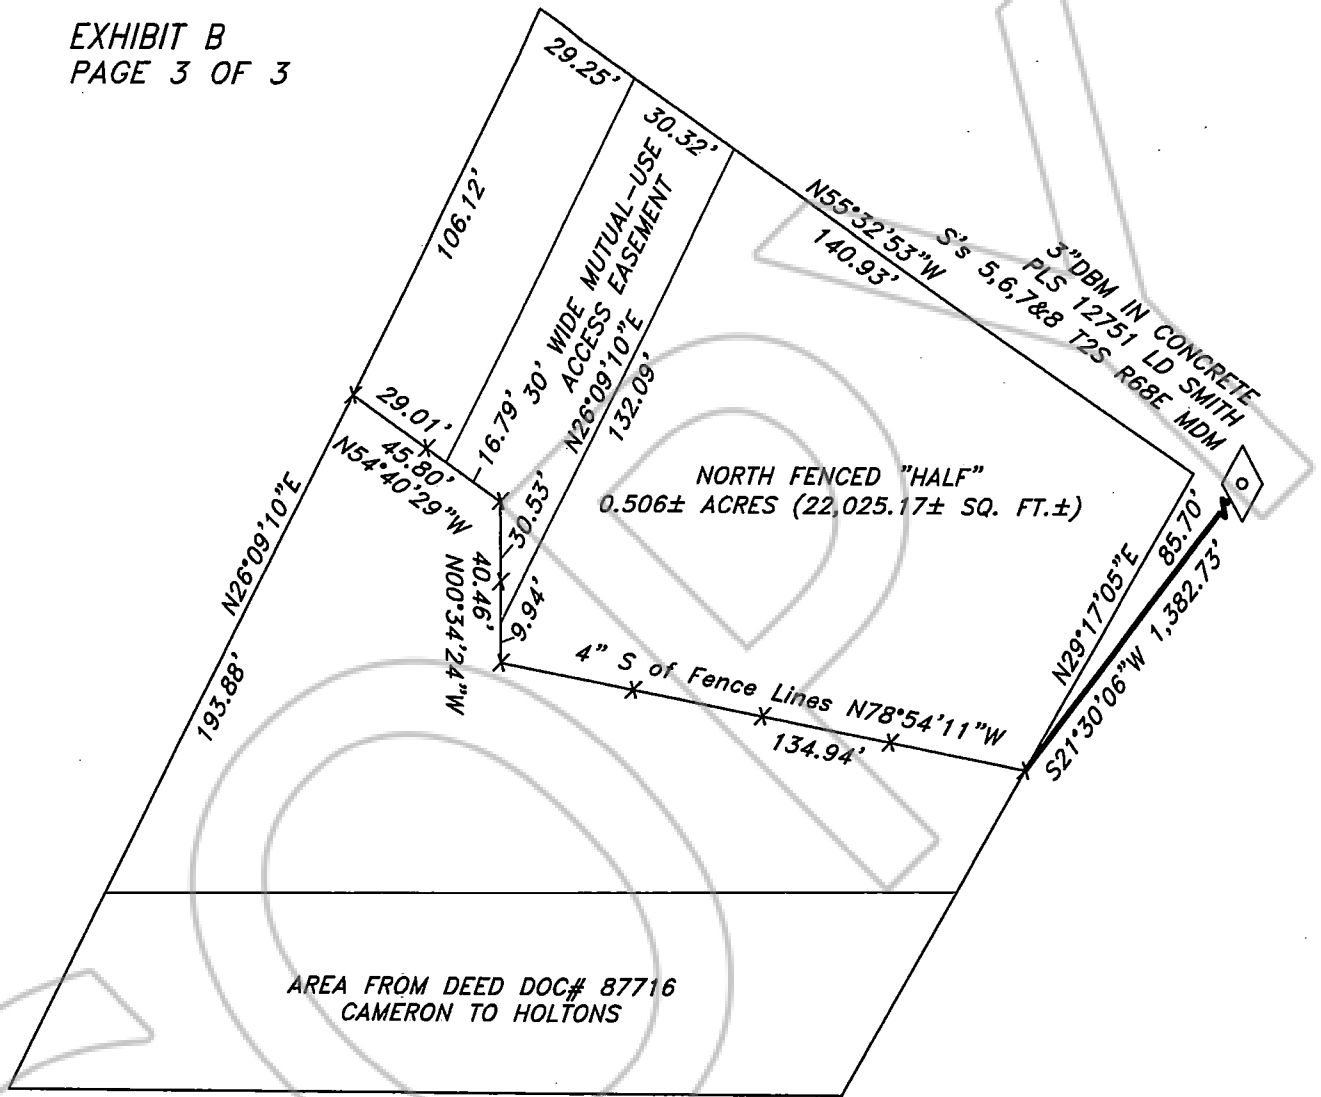 EXHIBIT B
PAGE 3 OF 3
29.25'
30.32'
106.12'
30' WIDE MUTUAL-USE
ACCESS EASEMENT
N26°09'10"E
132.09'
N55°32'53"W
140.93'
3"DBM IN CONCRETE
PLS 12751 LD SMITH
S's 5,6,7&8 T2S R68E MDM
29.01'
16.79'
45.80'
N54°40'29"W
30.53'
40.46'
N00°34'24"W
9.94'
NORTH FENCED "HALF"
0.506± ACRES (22,025.17± SQ. FT.±)
N29°17'05"E
85.70'
S21°30'06"W 1,382.73'
4" S of Fence Lines N78°54'11"W
134.94'
N26°09'10"E
193.88'
AREA FROM DEED DOC# 87716
CAMERON TO HOLTONS
COPY